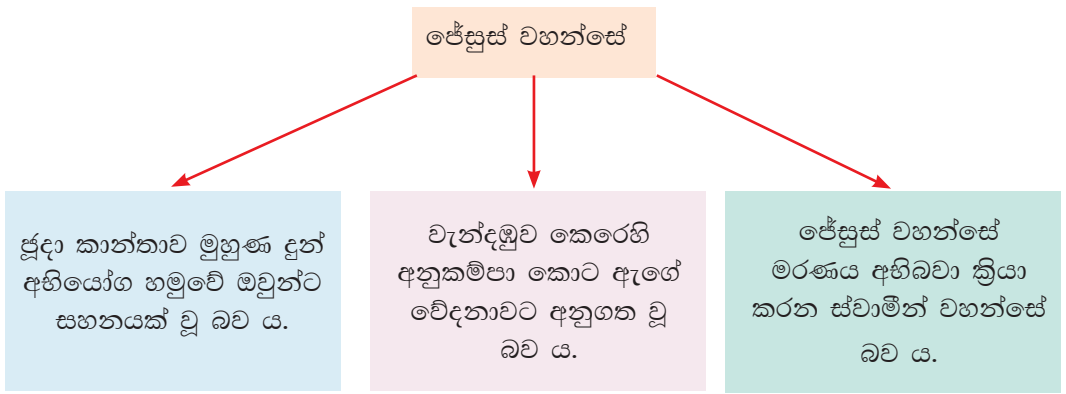 ජේසුස් වහන්සේ
ජූදා කාන්තාව මුහුණ දුන්
අභියෝග හමුවේ ඔවුන්ට
සහනයක් වූ බව ය.
වැන්දඹුව කෙරෙහි
අනුකම්පා කොට ඇගේ
වේදනාවට අනුගත වූ
බව ය.
ජේසුස් වහන්සේ
මරණය අභිබවා ක්‍රියා
කරන ස්වාමීන් වහන්සේ
බව ය.